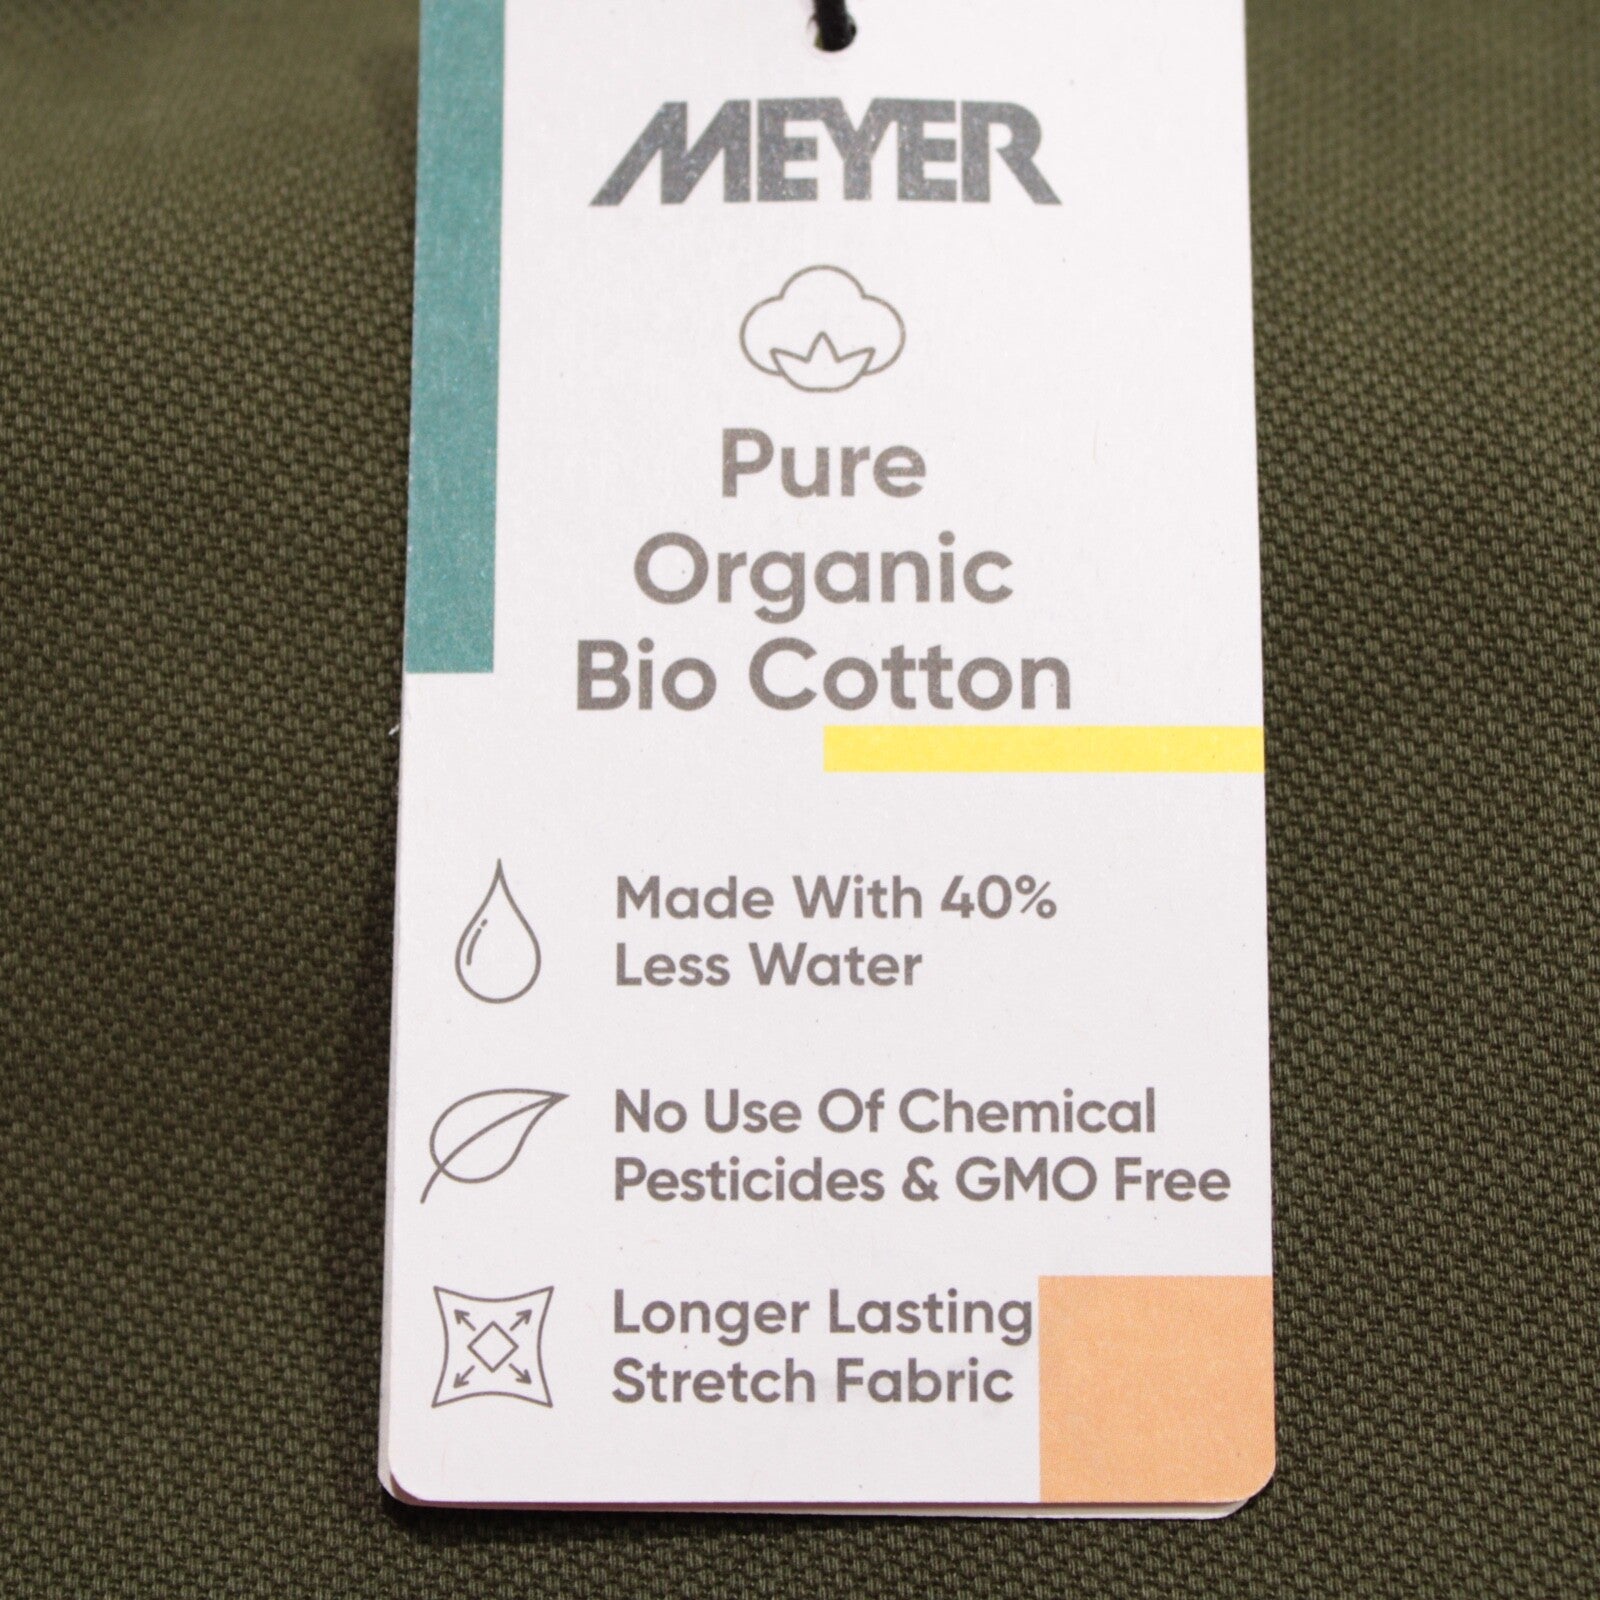 MEYER
Pure
Organic
Bio Cotton
Made With 40%
Less Water
No Use Of Chemical
Pesticides & GMO Free
Longer Lasting
Stretch Fabric